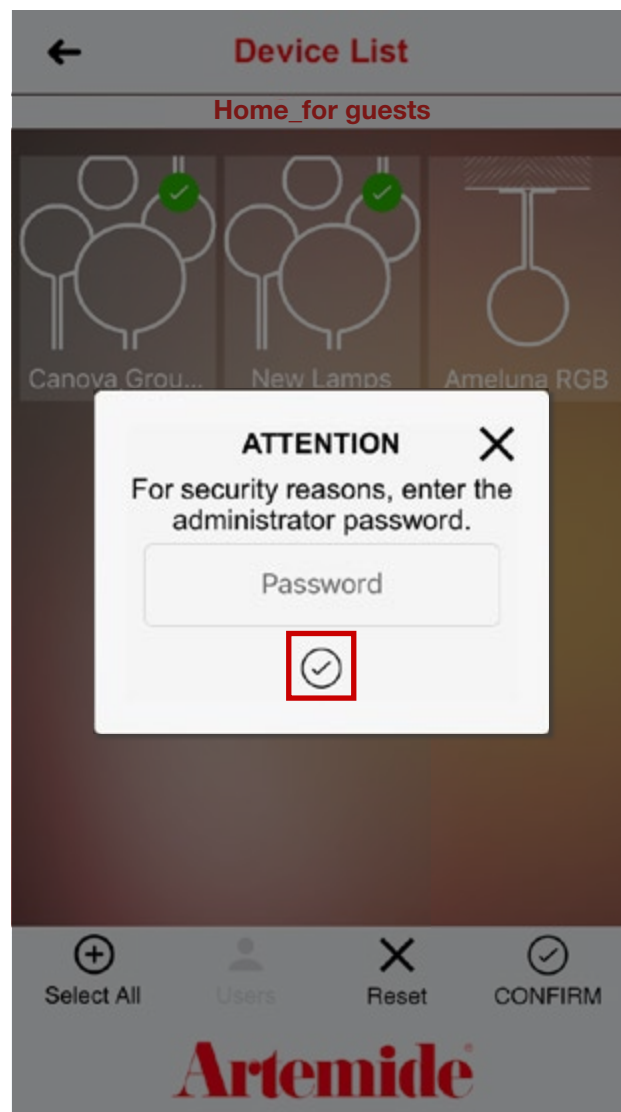 Device List
Home_for guests
Canova Grou...
New Lamps
Ameluna RGB
ATTENTION
For security reasons, enter the
administrator password.
Password
Select All
Users
Reset
CONFIRM
Artemide